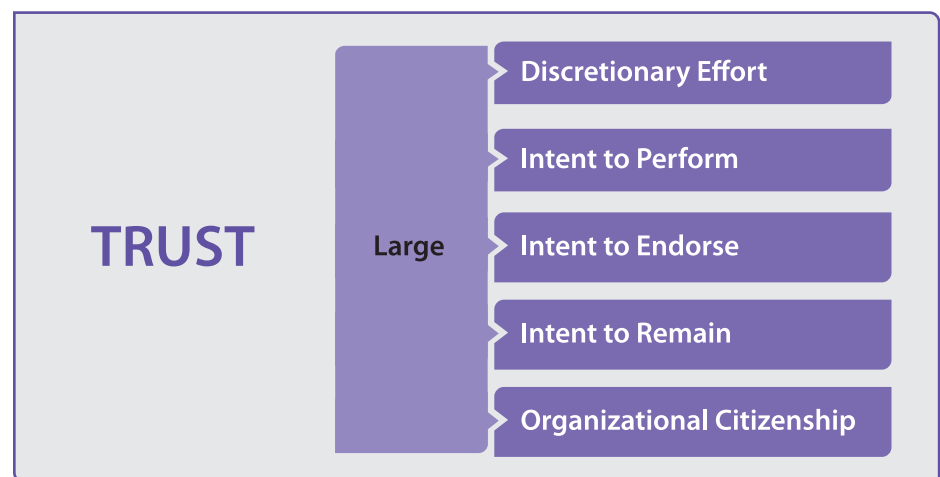 TRUST
Large
Discretionary Effort
Intent to Perform
Intent to Endorse
Intent to Remain
Organizational Citizenship